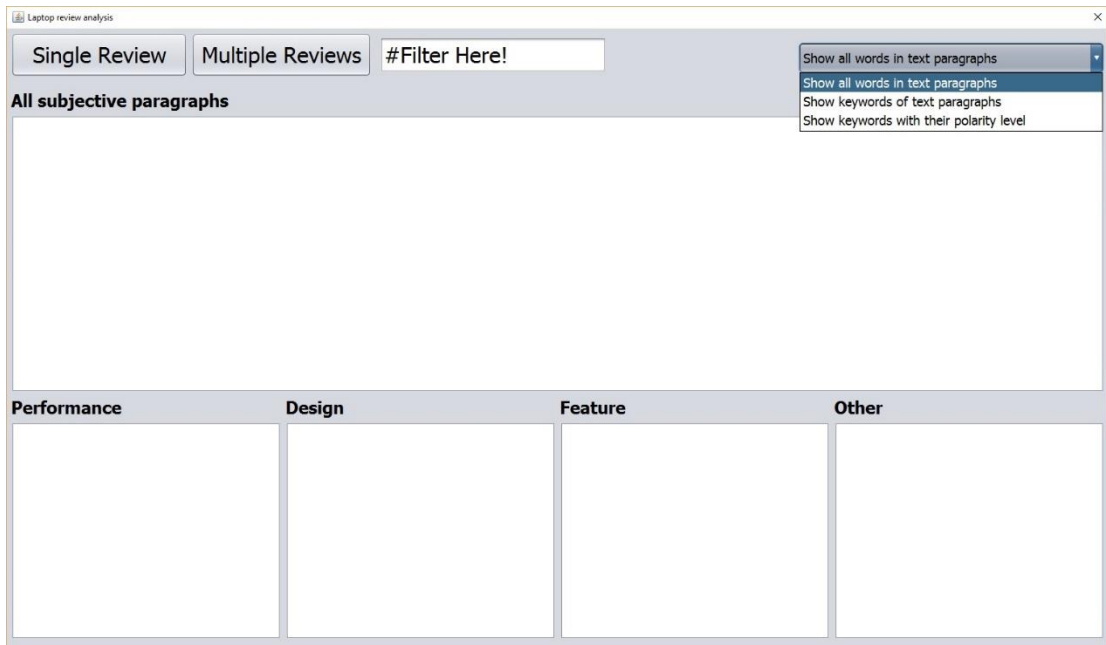 Laptop review analysis
Single Review Multiple Reviews #Filter Here! Show all words in text paragraphs
Show all words in text paragraphs
All subjective paragraphs Show keywords of text paragraphs
Show keywords with their polarity level
Performance Design Feature Other